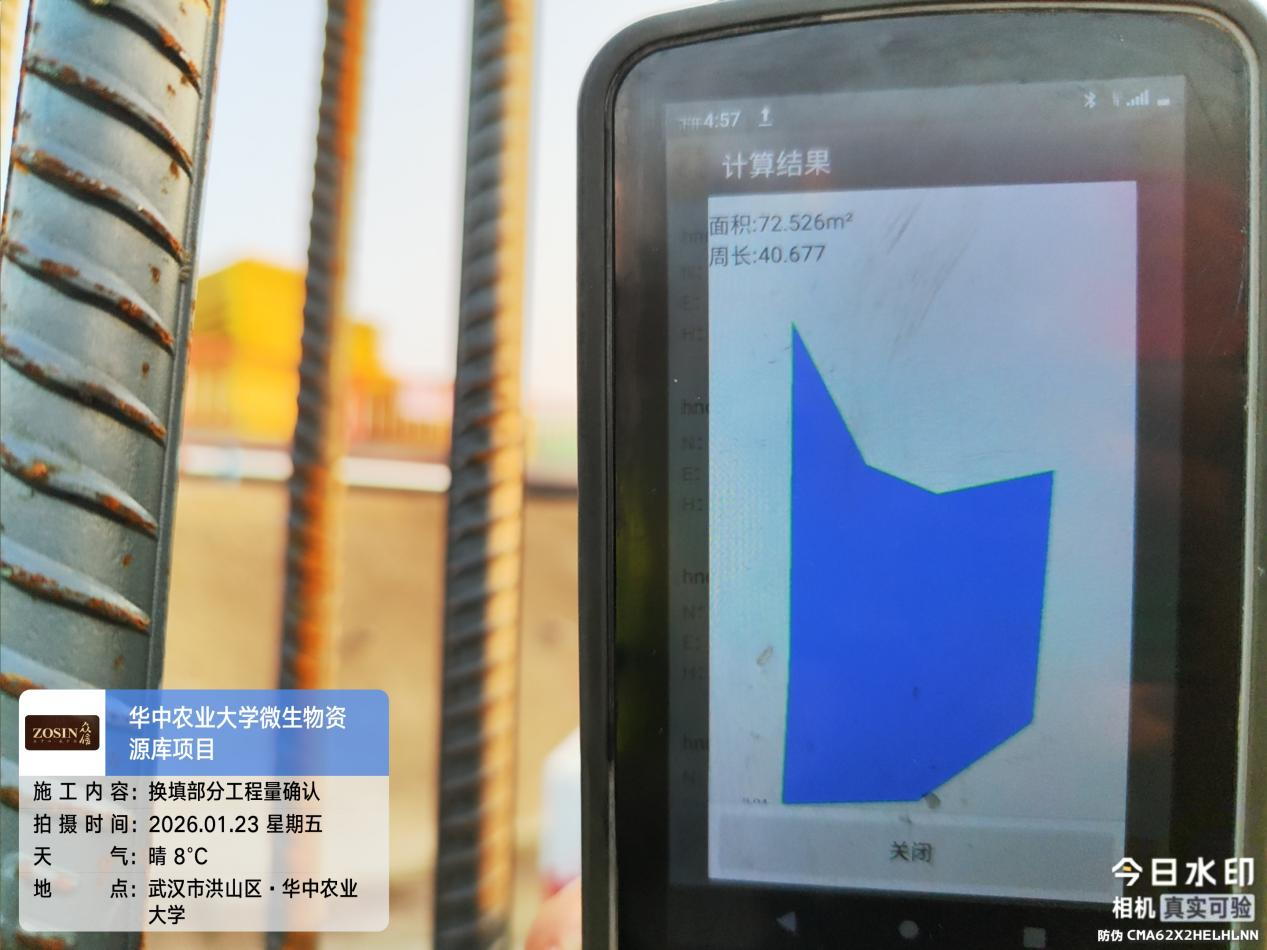 4:57
计算结果
面积:72.526m²
周长:40.677
关闭
ZOSIN
华中农业大学微生物资
源库项目
施工内容：换填部分工程量确认
拍摄时间：2026.01.23 星期五
天气：晴 8℃
地点：武汉市洪山区·华中农业
大学
今日水印
相机 真实可验
防伪 CMA62X2HELHLNN